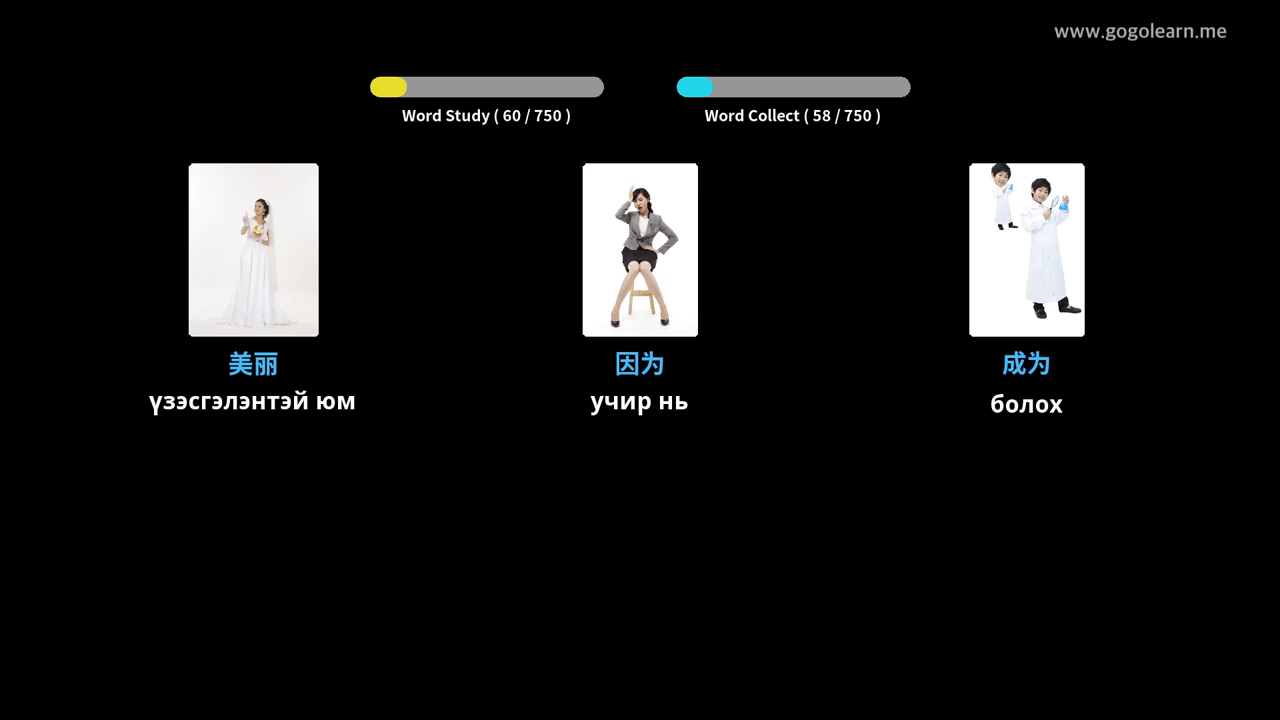 www.gogolearn.me
Word Study ( 60 / 750 )
Word Collect ( 58 / 750 )
美丽
үзэсгэлэнтэй юм
因为
учир нь
成为
болох